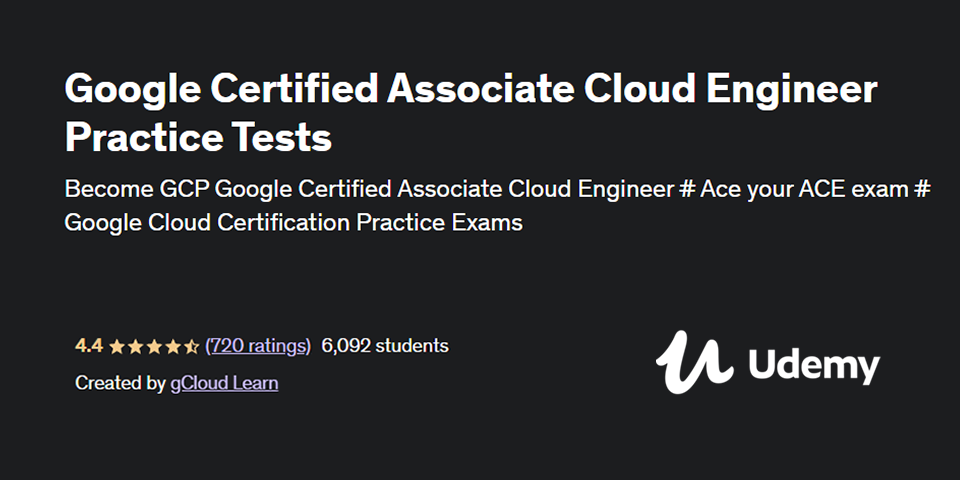 Google Certified Associate Cloud Engineer
Practice Tests
Become GCP Google Certified Associate Cloud Engineer # Ace your ACE exam #
Google Cloud Certification Practice Exams
4.4 (720 ratings) 6,092 students
Created by gCloud Learn
Udemy